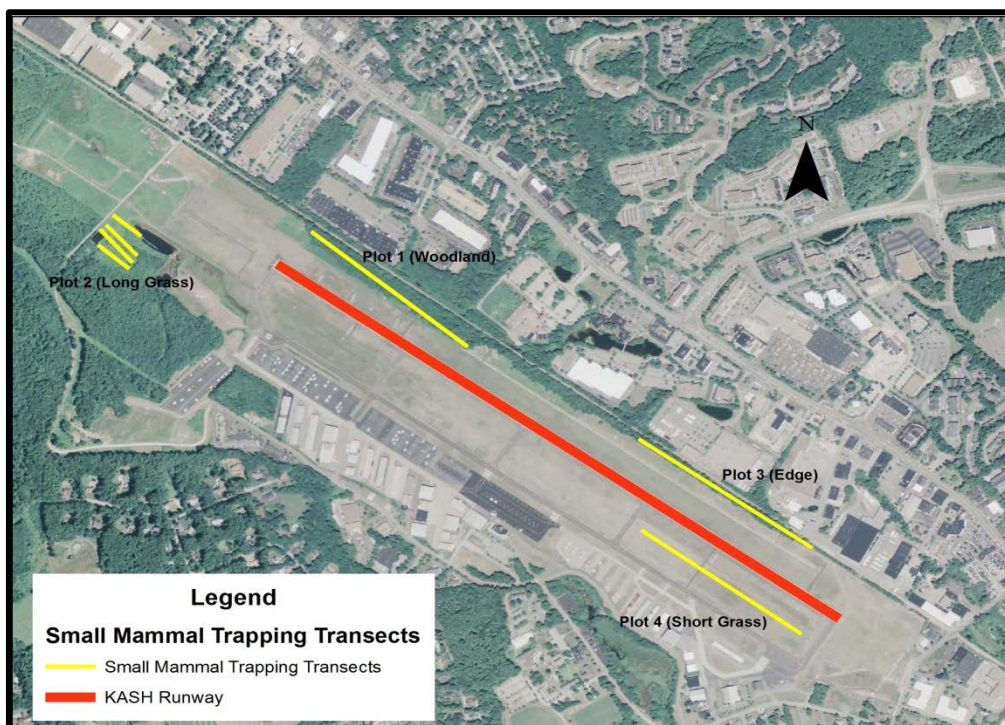 N
Plot 1 (Woodland)
Plot 2 (Long Grass)
Plot 3 (Edge)
Plot 4 (Short Grass)
Legend
Small Mammal Trapping Transects
Small Mammal Trapping Transects
KASH Runway